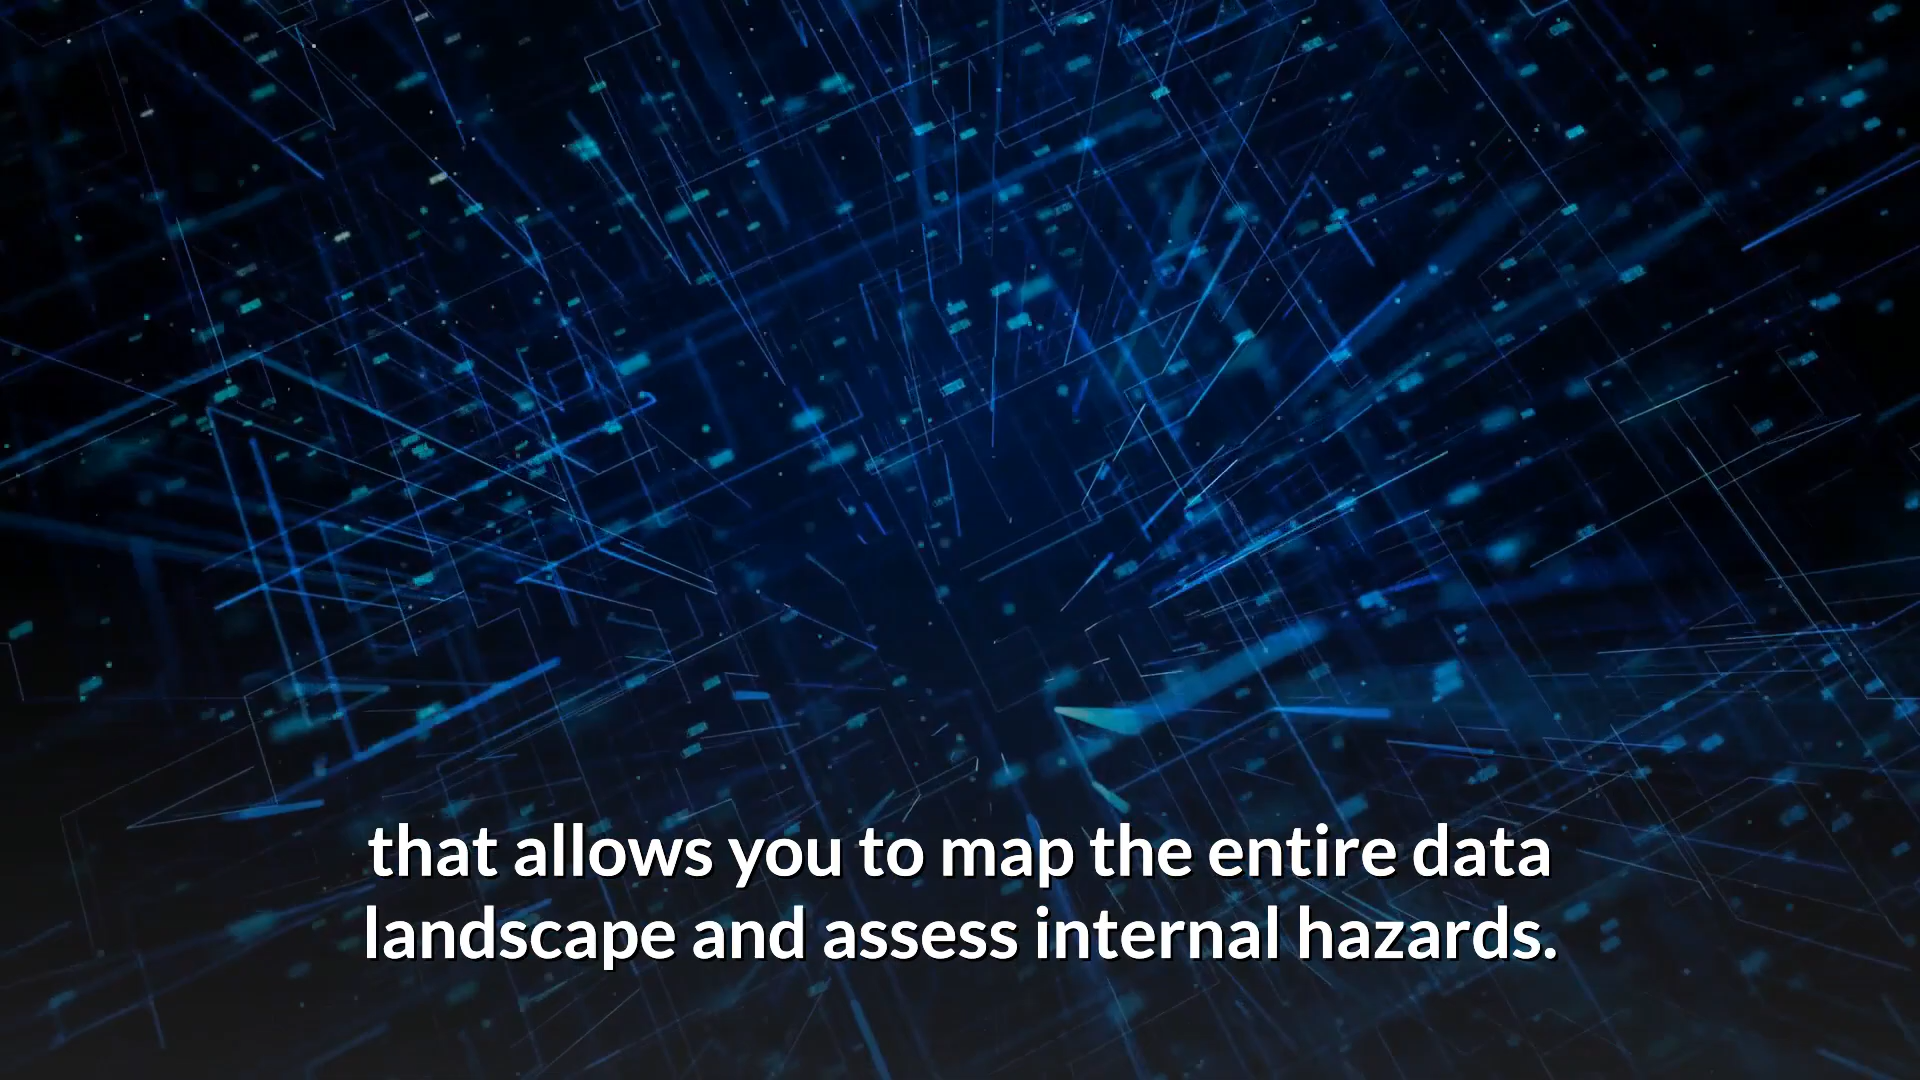 that allows you to map the entire data
landscape and assess internal hazards.